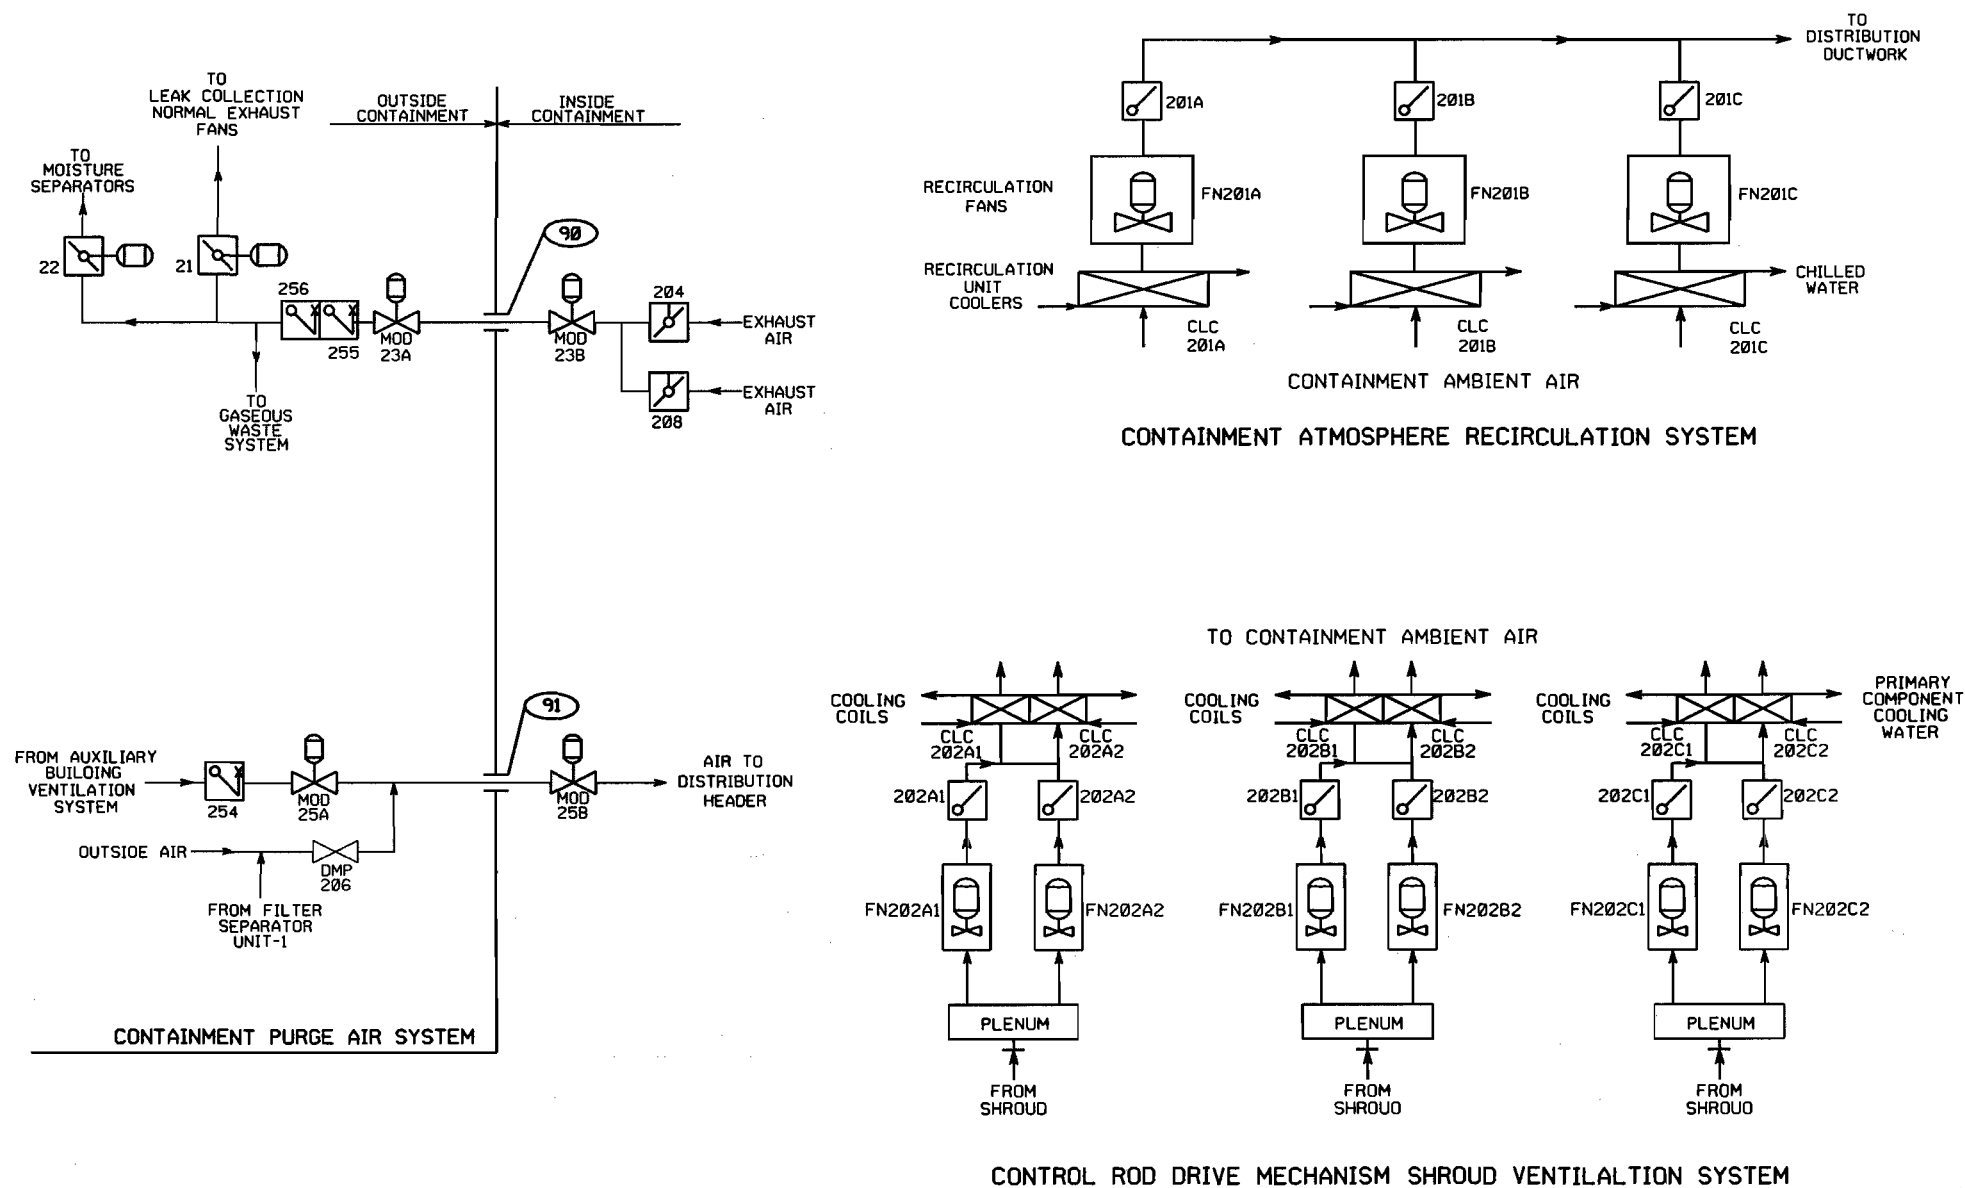 TO
LEAK COLLECTION
NORMAL EXHAUST
FANS
OUTSIDE
CONTAINMENT
INSIDE
CONTAINMENT
TO
MOISTURE
SEPARATORS
22
21
90
256
255
MOD
23A
MOD
23B
204
EXHAUST
AIR
208
EXHAUST
AIR
TO
GASEOUS
WASTE
SYSTEM
91
FROM AUXILIARY
BUILDING
VENTILATION
SYSTEM
254
MOD
25A
MOD
25B
AIR TO
DISTRIBUTION
HEADER
OUTSIDE AIR
DMP
206
FROM FILTER
SEPARATOR
UNIT-1
CONTAINMENT PURGE AIR SYSTEM
TO
DISTRIBUTION
DUCTWORK
201A
201B
201C
RECIRCULATION
FANS
FN201A
FN201B
FN201C
RECIRCULATION
UNIT
COOLERS
CHILLED
WATER
CLC
201A
CLC
201B
CLC
201C
CONTAINMENT AMBIENT AIR
CONTAINMENT ATMOSPHERE RECIRCULATION SYSTEM
TO CONTAINMENT AMBIENT AIR
COOLING
COILS
COOLING
COILS
COOLING
COILS
PRIMARY
COMPONENT
COOLING
WATER
CLC
202A1
CLC
202A2
CLC
202B1
CLC
202B2
CLC
202C1
CLC
202C2
202A1
202A2
202B1
202B2
202C1
202C2
FN202A1
FN202A2
FN202B1
FN202B2
FN202C1
FN202C2
PLENUM
PLENUM
PLENUM
FROM
SHROUD
FROM
SHROUO
FROM
SHROUO
CONTROL ROD DRIVE MECHANISM SHROUD VENTILALTION SYSTEM